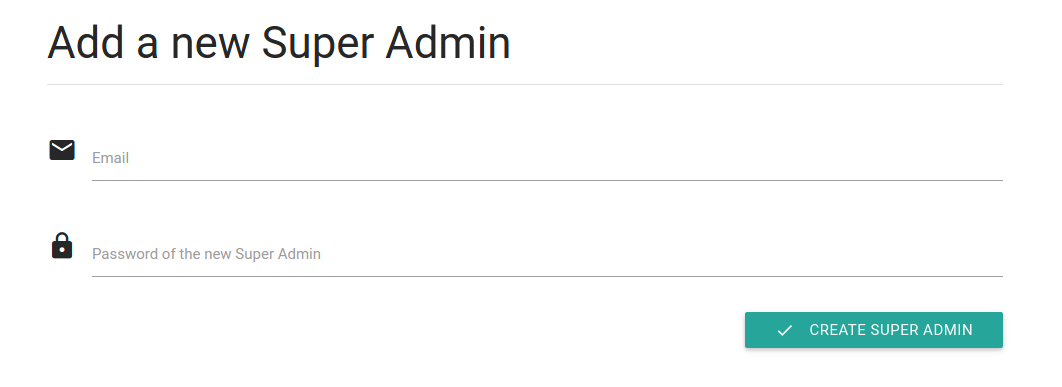 Add a new Super Admin
Email
Password of the new Super Admin
CREATE SUPER ADMIN